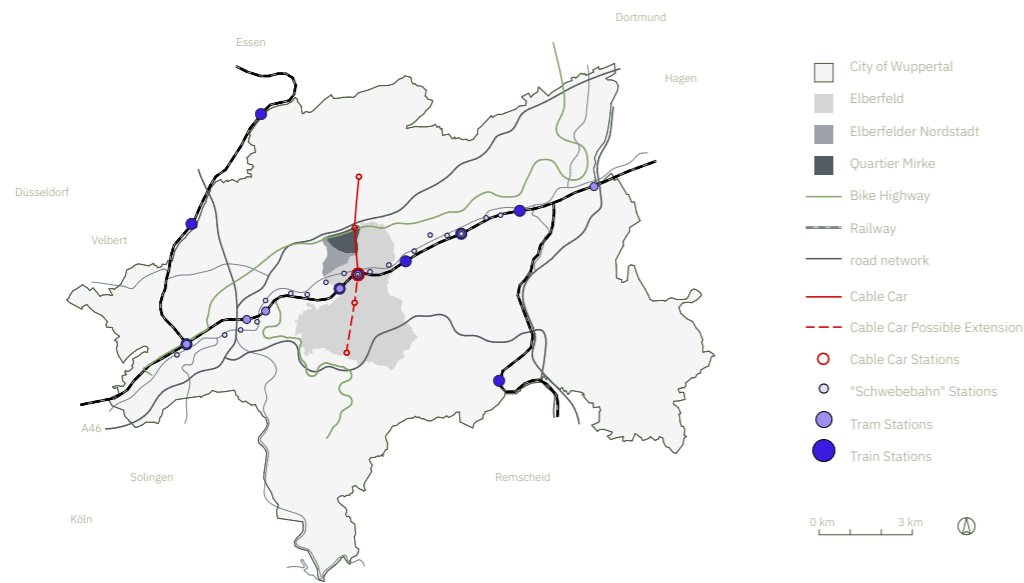 Dortmund
Essen
Hagen
Düsseldorf
Velbert
A46
Solingen
Remscheid
Köln
City of Wuppertal
Elberfeld
Elberfelder Nordstadt
Quartier Mirke
Bike Highway
Railway
road network
Cable Car
Cable Car Possible Extension
Cable Car Stations
"Schwebebahn" Stations
Tram Stations
Train Stations
0 km 3 km